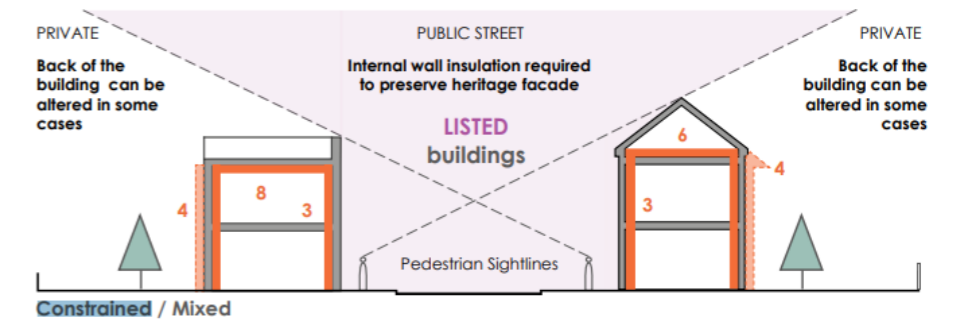 PRIVATE
PUBLIC STREET
PRIVATE
Back of the
building can be
altered in some
cases
Internal wall insulation required
to preserve heritage facade
Back of the
building can be
altered in some
cases
LISTED
buildings
6
4
8
3
4
3
Pedestrian Sightlines
Constrained / Mixed